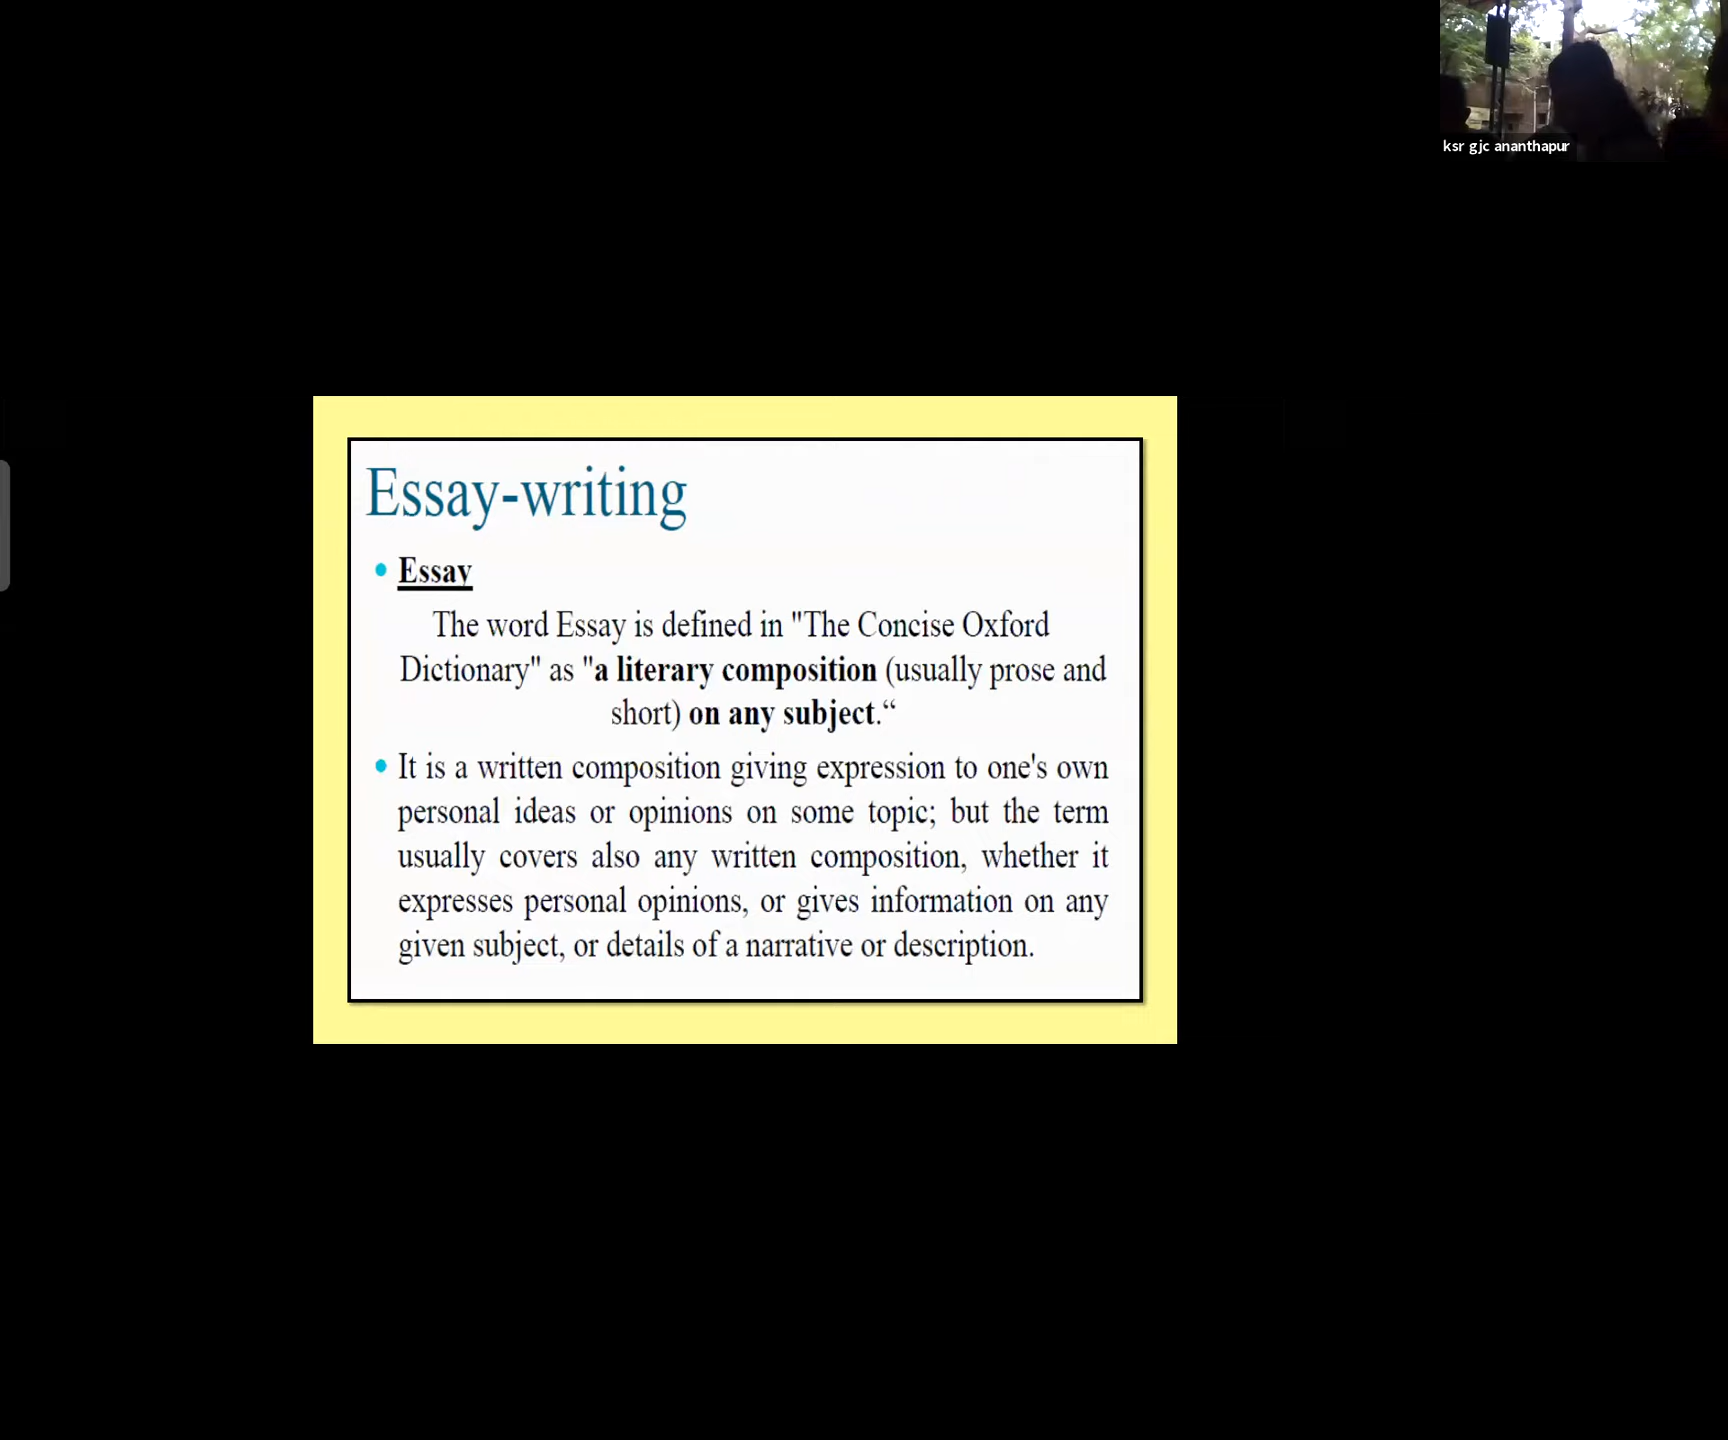 ksr gjc ananthapur
Essay-writing
• Essay
The word Essay is defined in "The Concise Oxford
Dictionary" as "a literary composition (usually prose and
short) on any subject.“
• It is a written composition giving expression to one's own
personal ideas or opinions on some topic; but the term
usually covers also any written composition, whether it
expresses personal opinions, or gives information on any
given subject, or details of a narrative or description.